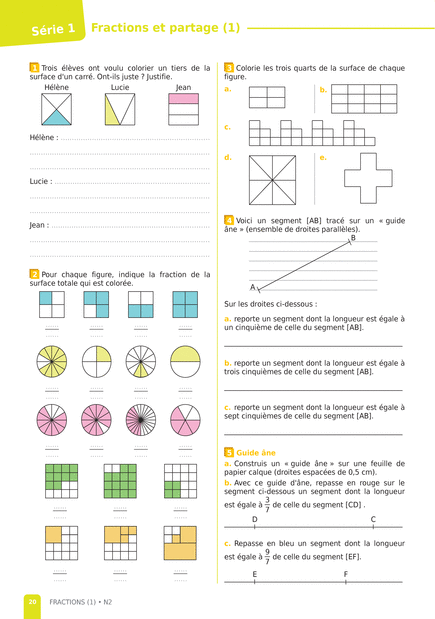 Série 1
Fractions et partage (1)
1 Trois élèves ont voulu colorier un tiers de la
surface d'un carré. Ont-ils juste ? Justifie.
Hélène Lucie Jean
Hélène : ......
......
......
Lucie : ......
......
......
Jean : ......
......
......
2 Pour chaque figure, indique la fraction de la
surface totale qui est colorée.
...... ...... ...... ......
...... ...... ...... ......
...... ...... ...... ......
...... ...... ...... ......
...... ...... ...... ......
...... ...... ...... ......
...... ...... ......
...... ...... ......
...... ...... ......
...... ...... ......
3 Colorie les trois quarts de la surface de chaque
figure.
a. b.
c.
d. e.
4 Voici un segment [AB] tracé sur un « guide
âne » (ensemble de droites parallèles).
B
A
Sur les droites ci-dessous :
a. reporte un segment dont la longueur est égale à
un cinquième de celle du segment [AB].
b. reporte un segment dont la longueur est égale à
trois cinquièmes de celle du segment [AB].
c. reporte un segment dont la longueur est égale à
sept cinquièmes de celle du segment [AB].
5 Guide âne
a. Construis un « guide âne » sur une feuille de
papier calque (droites espacées de 0,5 cm).
b. Avec ce guide d'âne, repasse en rouge sur le
segment ci-dessous un segment dont la longueur
est égale à 3/7 de celle du segment [CD] .
D C
c. Repasse en bleu un segment dont la longueur
est égale à 9/7 de celle du segment [EF].
E F
20 FRACTIONS (1) • N2